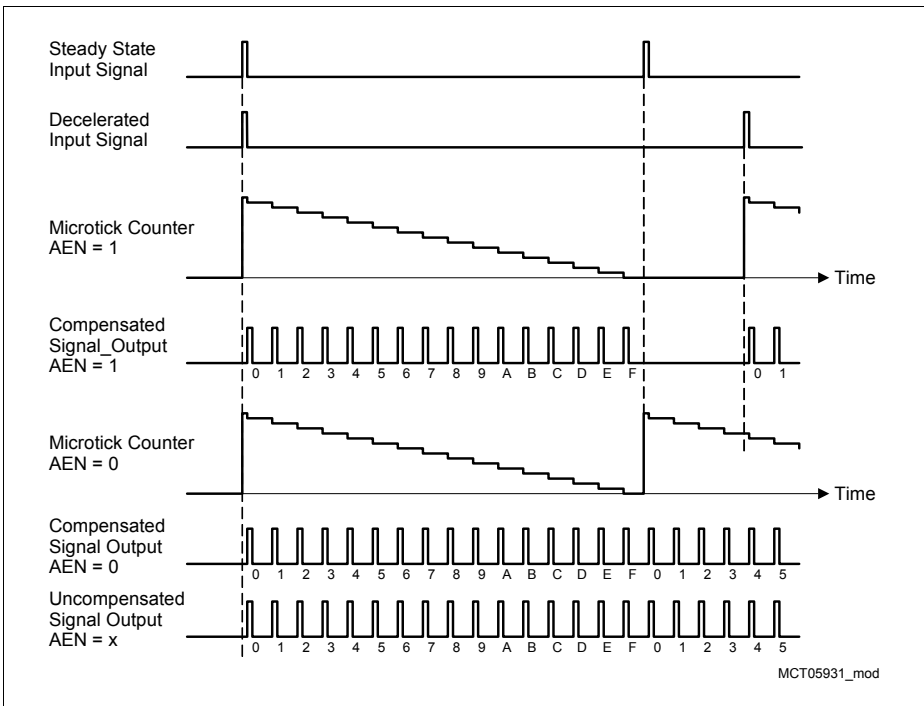 Steady State
Input Signal
Decelerated
Input Signal
Microtick Counter
AEN = 1
Time
Compensated
Signal_Output
AEN = 1
0 1 2 3 4 5 6 7 8 9 A B C D E F 0 1
Microtick Counter
AEN = 0
Time
Compensated
Signal Output
AEN = 0
0 1 2 3 4 5 6 7 8 9 A B C D E F 0 1 2 3 4 5
Uncompensated
Signal Output
AEN = x
0 1 2 3 4 5 6 7 8 9 A B C D E F 0 1 2 3 4 5
MCT05931_mod